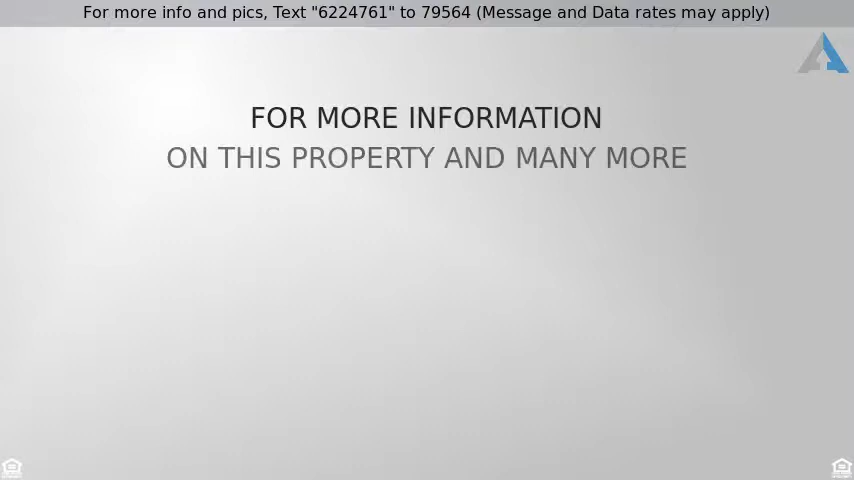 For more info and pics, Text "6224761" to 79564 (Message and Data rates may apply)
FOR MORE INFORMATION
ON THIS PROPERTY AND MANY MORE